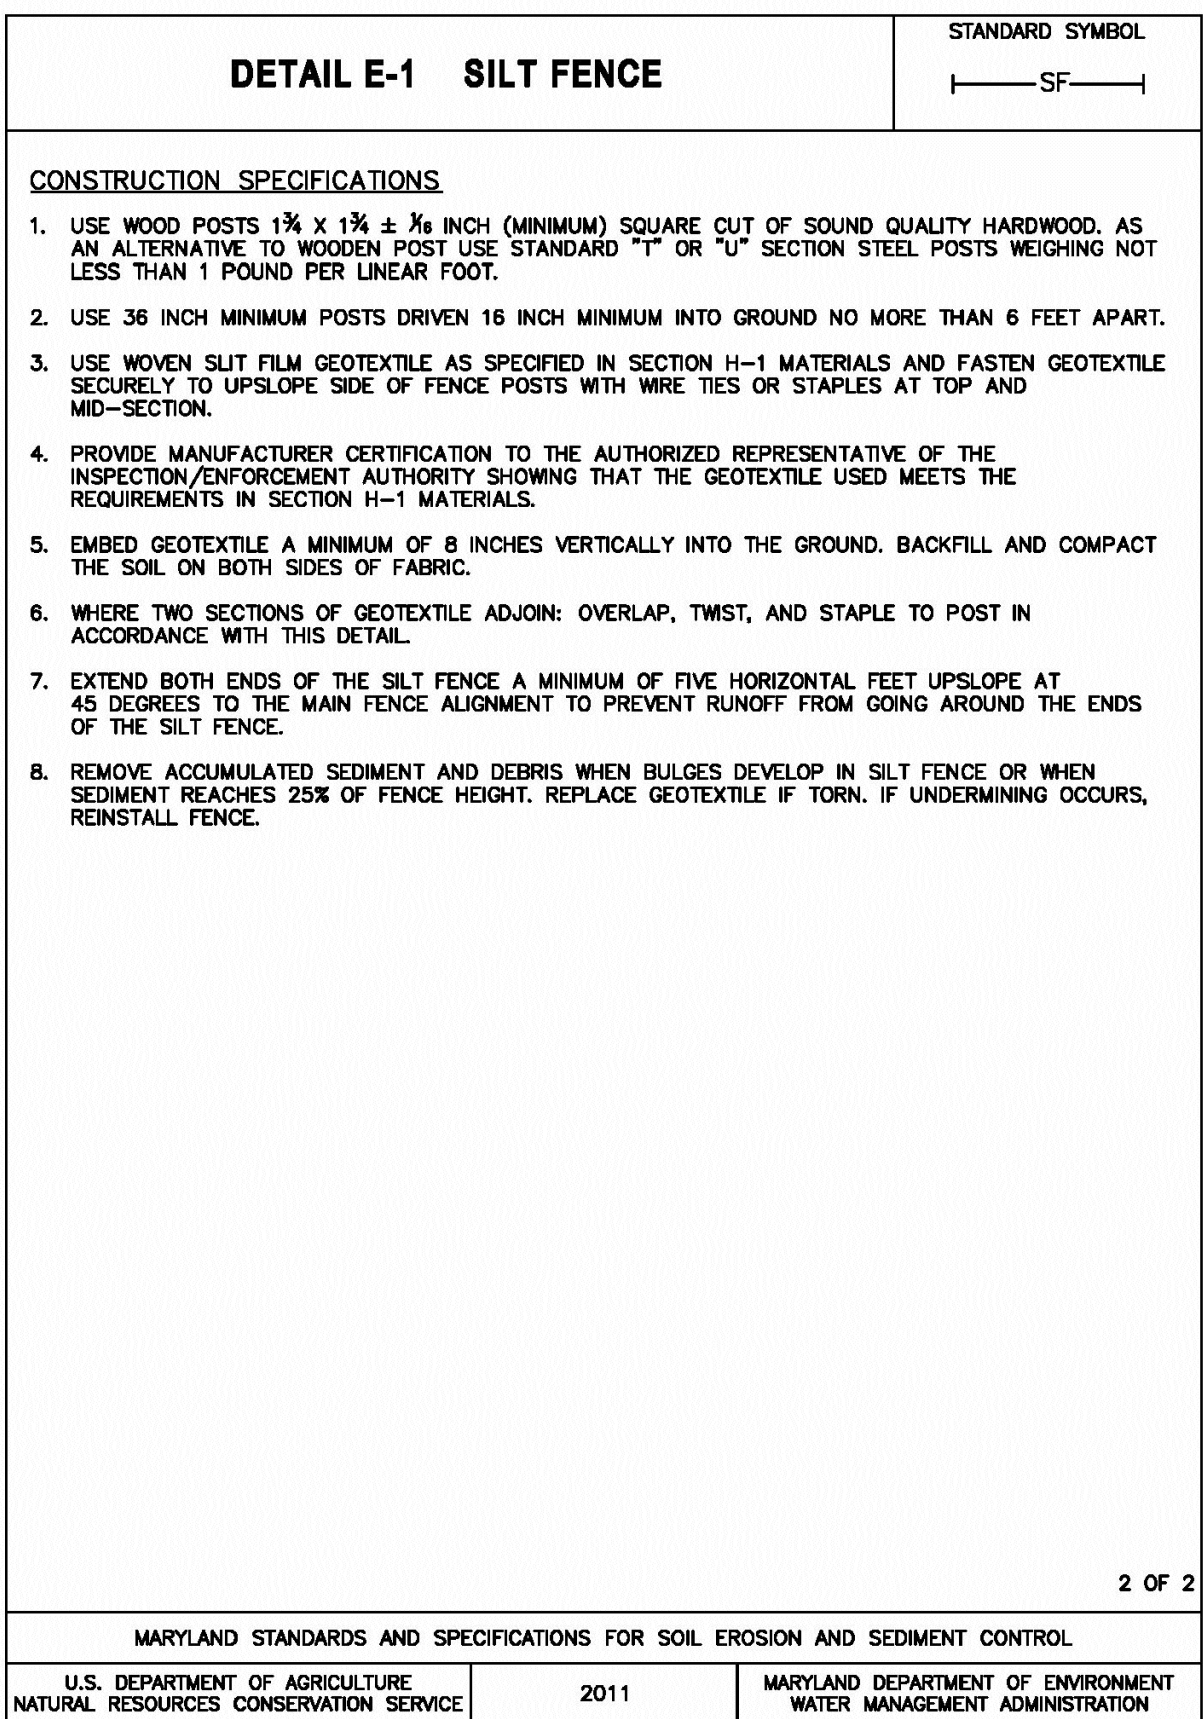 DETAIL E-1 SILT FENCE
STANDARD SYMBOL
SF
CONSTRUCTION SPECIFICATIONS
1. USE WOOD POSTS 1¾ X 1¾ ± 1⁄16 INCH (MINIMUM) SQUARE CUT OF SOUND QUALITY HARDWOOD. AS
AN ALTERNATIVE TO WOODEN POST USE STANDARD "T" OR "U" SECTION STEEL POSTS WEIGHING NOT
LESS THAN 1 POUND PER LINEAR FOOT.
2. USE 36 INCH MINIMUM POSTS DRIVEN 16 INCH MINIMUM INTO GROUND NO MORE THAN 6 FEET APART.
3. USE WOVEN SLIT FILM GEOTEXTILE AS SPECIFIED IN SECTION H-1 MATERIALS AND FASTEN GEOTEXTILE
SECURELY TO UPSLOPE SIDE OF FENCE POSTS WITH WIRE TIES OR STAPLES AT TOP AND
MID-SECTION.
4. PROVIDE MANUFACTURER CERTIFICATION TO THE AUTHORIZED REPRESENTATIVE OF THE
INSPECTION/ENFORCEMENT AUTHORITY SHOWING THAT THE GEOTEXTILE USED MEETS THE
REQUIREMENTS IN SECTION H-1 MATERIALS.
5. EMBED GEOTEXTILE A MINIMUM OF 8 INCHES VERTICALLY INTO THE GROUND. BACKFILL AND COMPACT
THE SOIL ON BOTH SIDES OF FABRIC.
6. WHERE TWO SECTIONS OF GEOTEXTILE ADJOIN: OVERLAP, TWIST, AND STAPLE TO POST IN
ACCORDANCE WITH THIS DETAIL.
7. EXTEND BOTH ENDS OF THE SILT FENCE A MINIMUM OF FIVE HORIZONTAL FEET UPSLOPE AT
45 DEGREES TO THE MAIN FENCE ALIGNMENT TO PREVENT RUNOFF FROM GOING AROUND THE ENDS
OF THE SILT FENCE.
8. REMOVE ACCUMULATED SEDIMENT AND DEBRIS WHEN BULGES DEVELOP IN SILT FENCE OR WHEN
SEDIMENT REACHES 25% OF FENCE HEIGHT. REPLACE GEOTEXTILE IF TORN. IF UNDERMINING OCCURS,
REINSTALL FENCE.
2 OF 2
MARYLAND STANDARDS AND SPECIFICATIONS FOR SOIL EROSION AND SEDIMENT CONTROL
U.S. DEPARTMENT OF AGRICULTURE
NATURAL RESOURCES CONSERVATION SERVICE
2011
MARYLAND DEPARTMENT OF ENVIRONMENT
WATER MANAGEMENT ADMINISTRATION